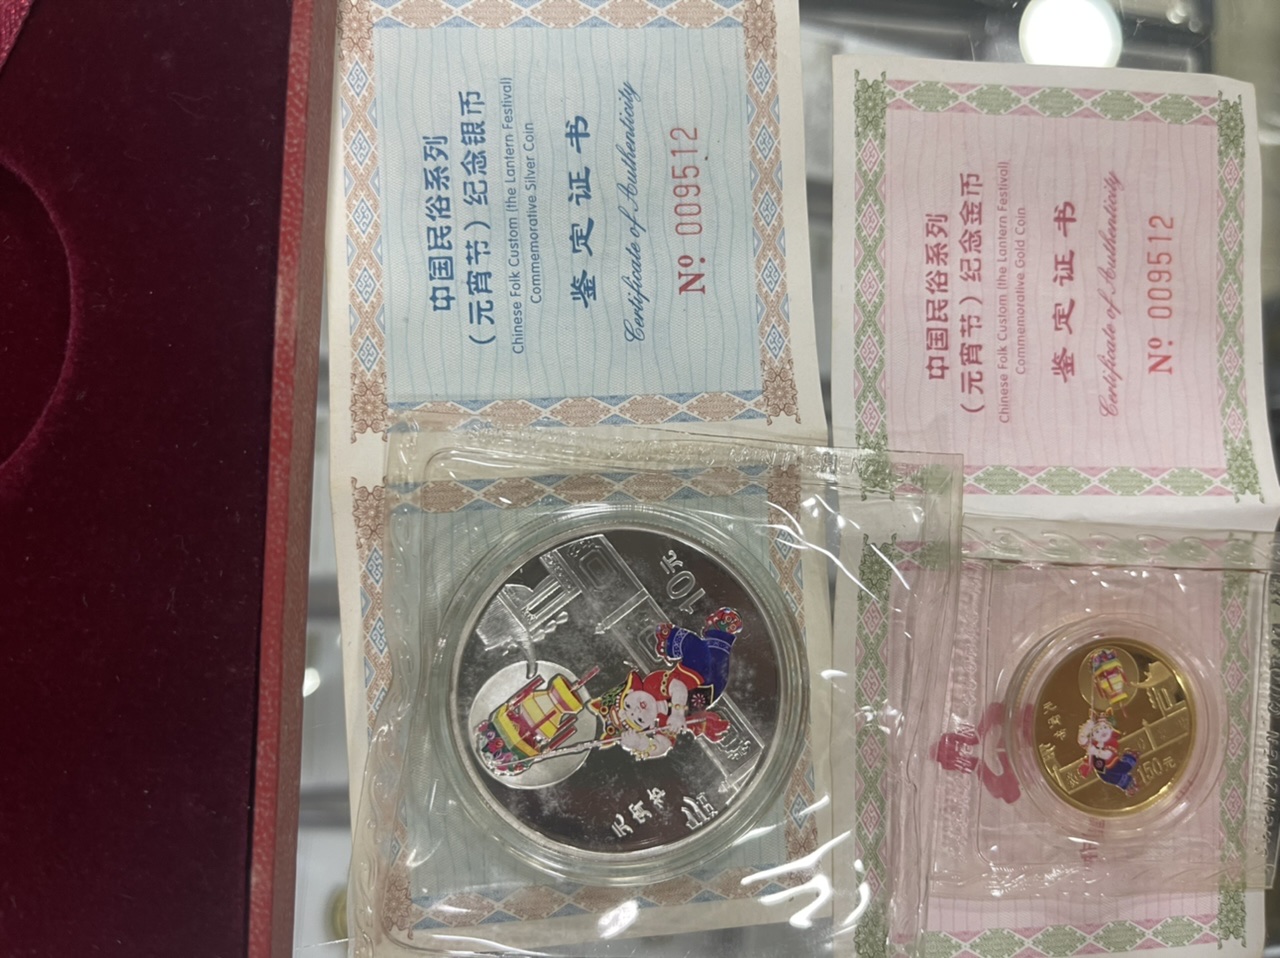 中国民俗系列
（元宵节）纪念银币
Chinese Folk Custom (the Lantern Festival)
Commemorative Silver Coin
鉴定证书
Certificate of Authenticity
Nº 009512
中国民俗系列
（元宵节）纪念金币
Chinese Folk Custom (the Lantern Festival)
Commemorative Gold Coin
鉴定证书
Certificate of Authenticity
Nº 009512
10元
元宵节
150元